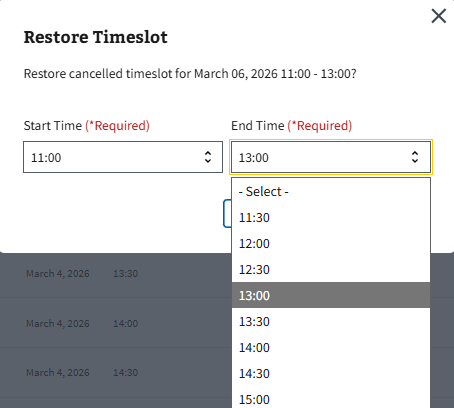 Restore Timeslot
Restore cancelled timeslot for March 06, 2026 11:00 - 13:00?
Start Time (*Required) End Time (*Required)
11:00 13:00
- Select -
11:30
12:00
12:30
13:00
13:30
14:00
14:30
15:00
March 4, 2026 13:30
March 4, 2026 14:00
March 4, 2026 14:30